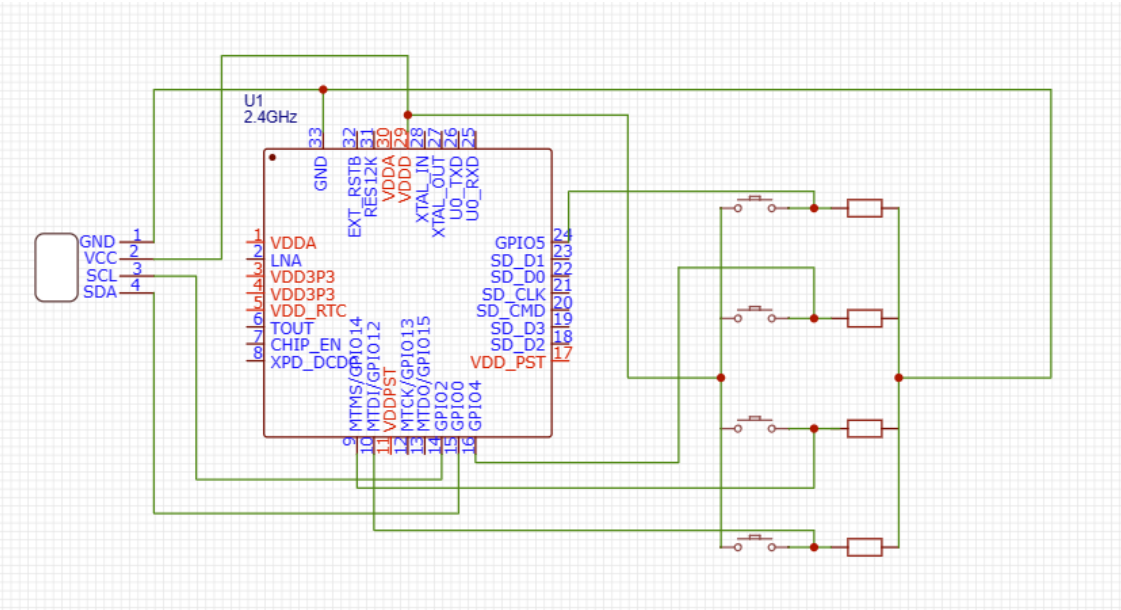 U1
2.4GHz
33 32 31 30 29 28 27 26 25
GND EXT_RSTB RES12K VDDA VDDD XTAL_IN XTAL_OUT U0_TXD U0_RXD
GND 1
VCC 2
SCL 3
SDA 4
1 VDDA
2 LNA
3 VDD3P3
4 VDD3P3
5 VDD_RTC
6 TOUT
7 CHIP_EN
8 XPD_DCDC
GPIO5 24
SD_D1 23
SD_D0 22
SD_CLK 21
SD_CMD 20
SD_D3 19
SD_D2 18
VDD_PST 17
MTMS/GPIO14 MTDI/GPIO12 VDDPST MTCK/GPIO13 MTDO/GPIO15 GPIO2 GPIO0 GPIO4
9 10 11 12 13 14 15 16